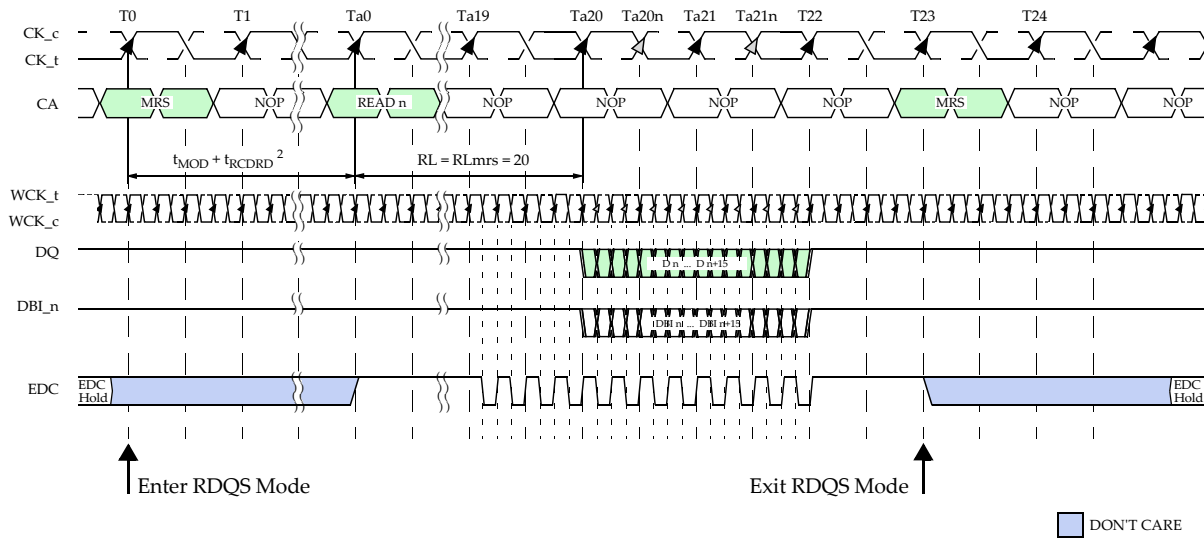 T0 T1 Ta0 Ta19 Ta20 Ta20n Ta21 Ta21n T22 T23 T24
CK_c
CK_t
CA MRS NOP READ n NOP NOP NOP NOP MRS NOP NOP
tMOD + tRCDRD 2 RL = RLmrs = 20
WCK_t
WCK_c
DQ
D n ... D n+15
DBI_n
DBI n ... DBI n+15
EDC
EDC Hold
EDC Hold
Enter RDQS Mode
Exit RDQS Mode
DON'T CARE